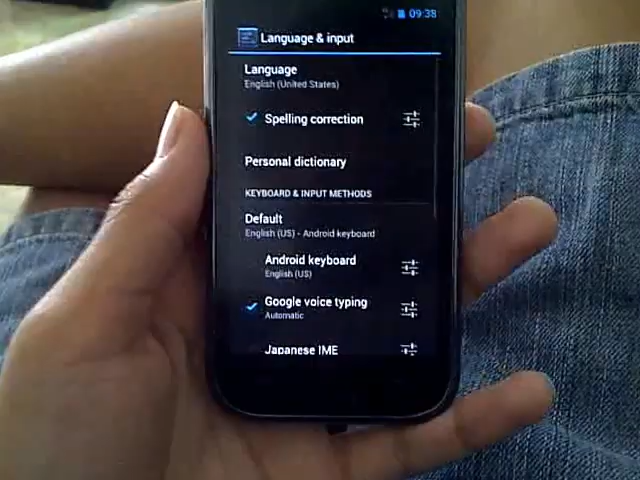 09:38
Language & input
Language
English (United States)
Spelling correction
Personal dictionary
KEYBOARD & INPUT METHODS
Default
English (US) - Android keyboard
Android keyboard
English (US)
Google voice typing
Automatic
Japanese IME